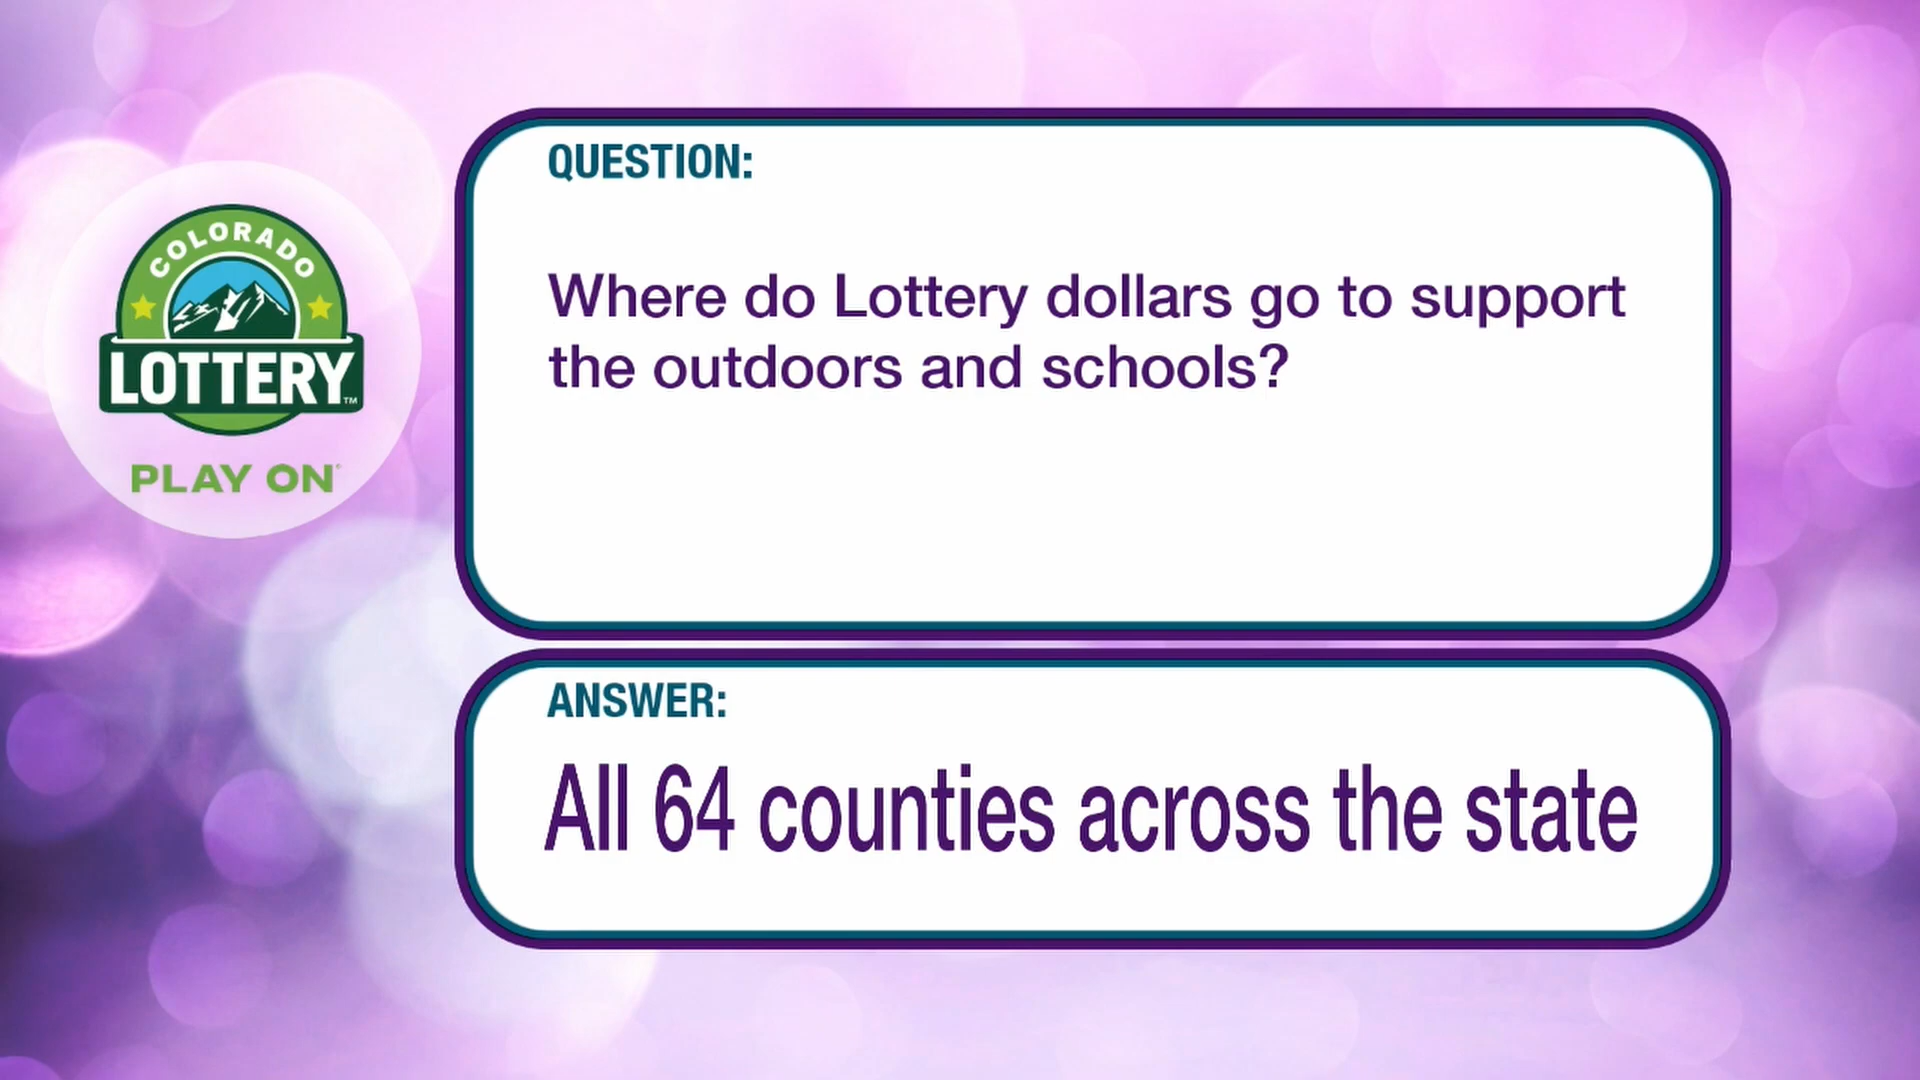 COLORADO
LOTTERY™
PLAY ON®
QUESTION:
Where do Lottery dollars go to support
the outdoors and schools?
ANSWER:
All 64 counties across the state